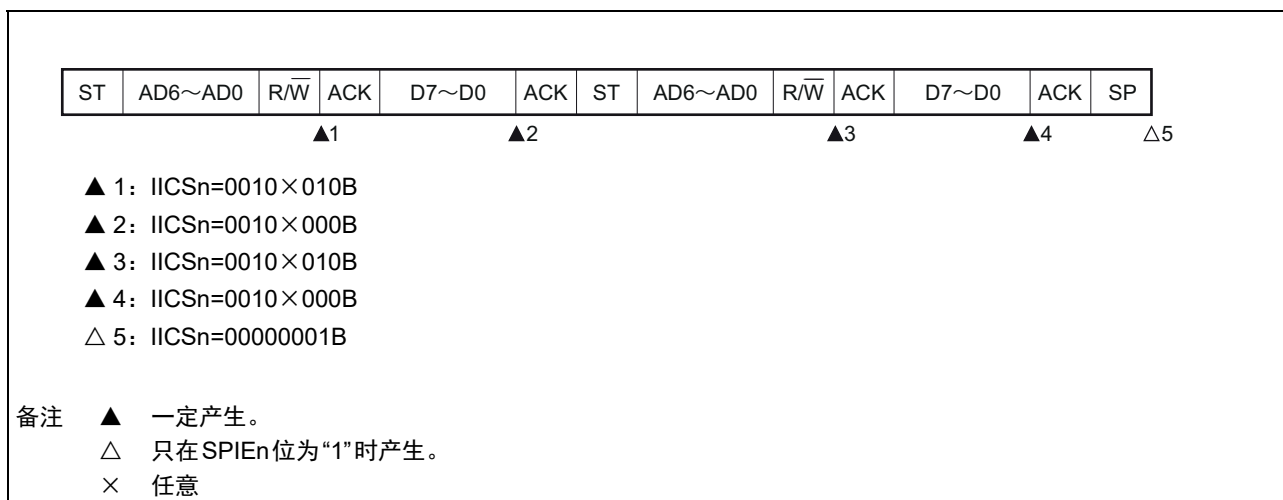 ST AD6～AD0 R/W̅ ACK D7～D0 ACK ST AD6～AD0 R/W̅ ACK D7～D0 ACK SP
▲1 ▲2 ▲3 ▲4 △5
▲ 1：IICSn=0010×010B
▲ 2：IICSn=0010×000B
▲ 3：IICSn=0010×010B
▲ 4：IICSn=0010×000B
△ 5：IICSn=00000001B
备注 ▲ 一定产生。
△ 只在SPIEn位为“1”时产生。
× 任意